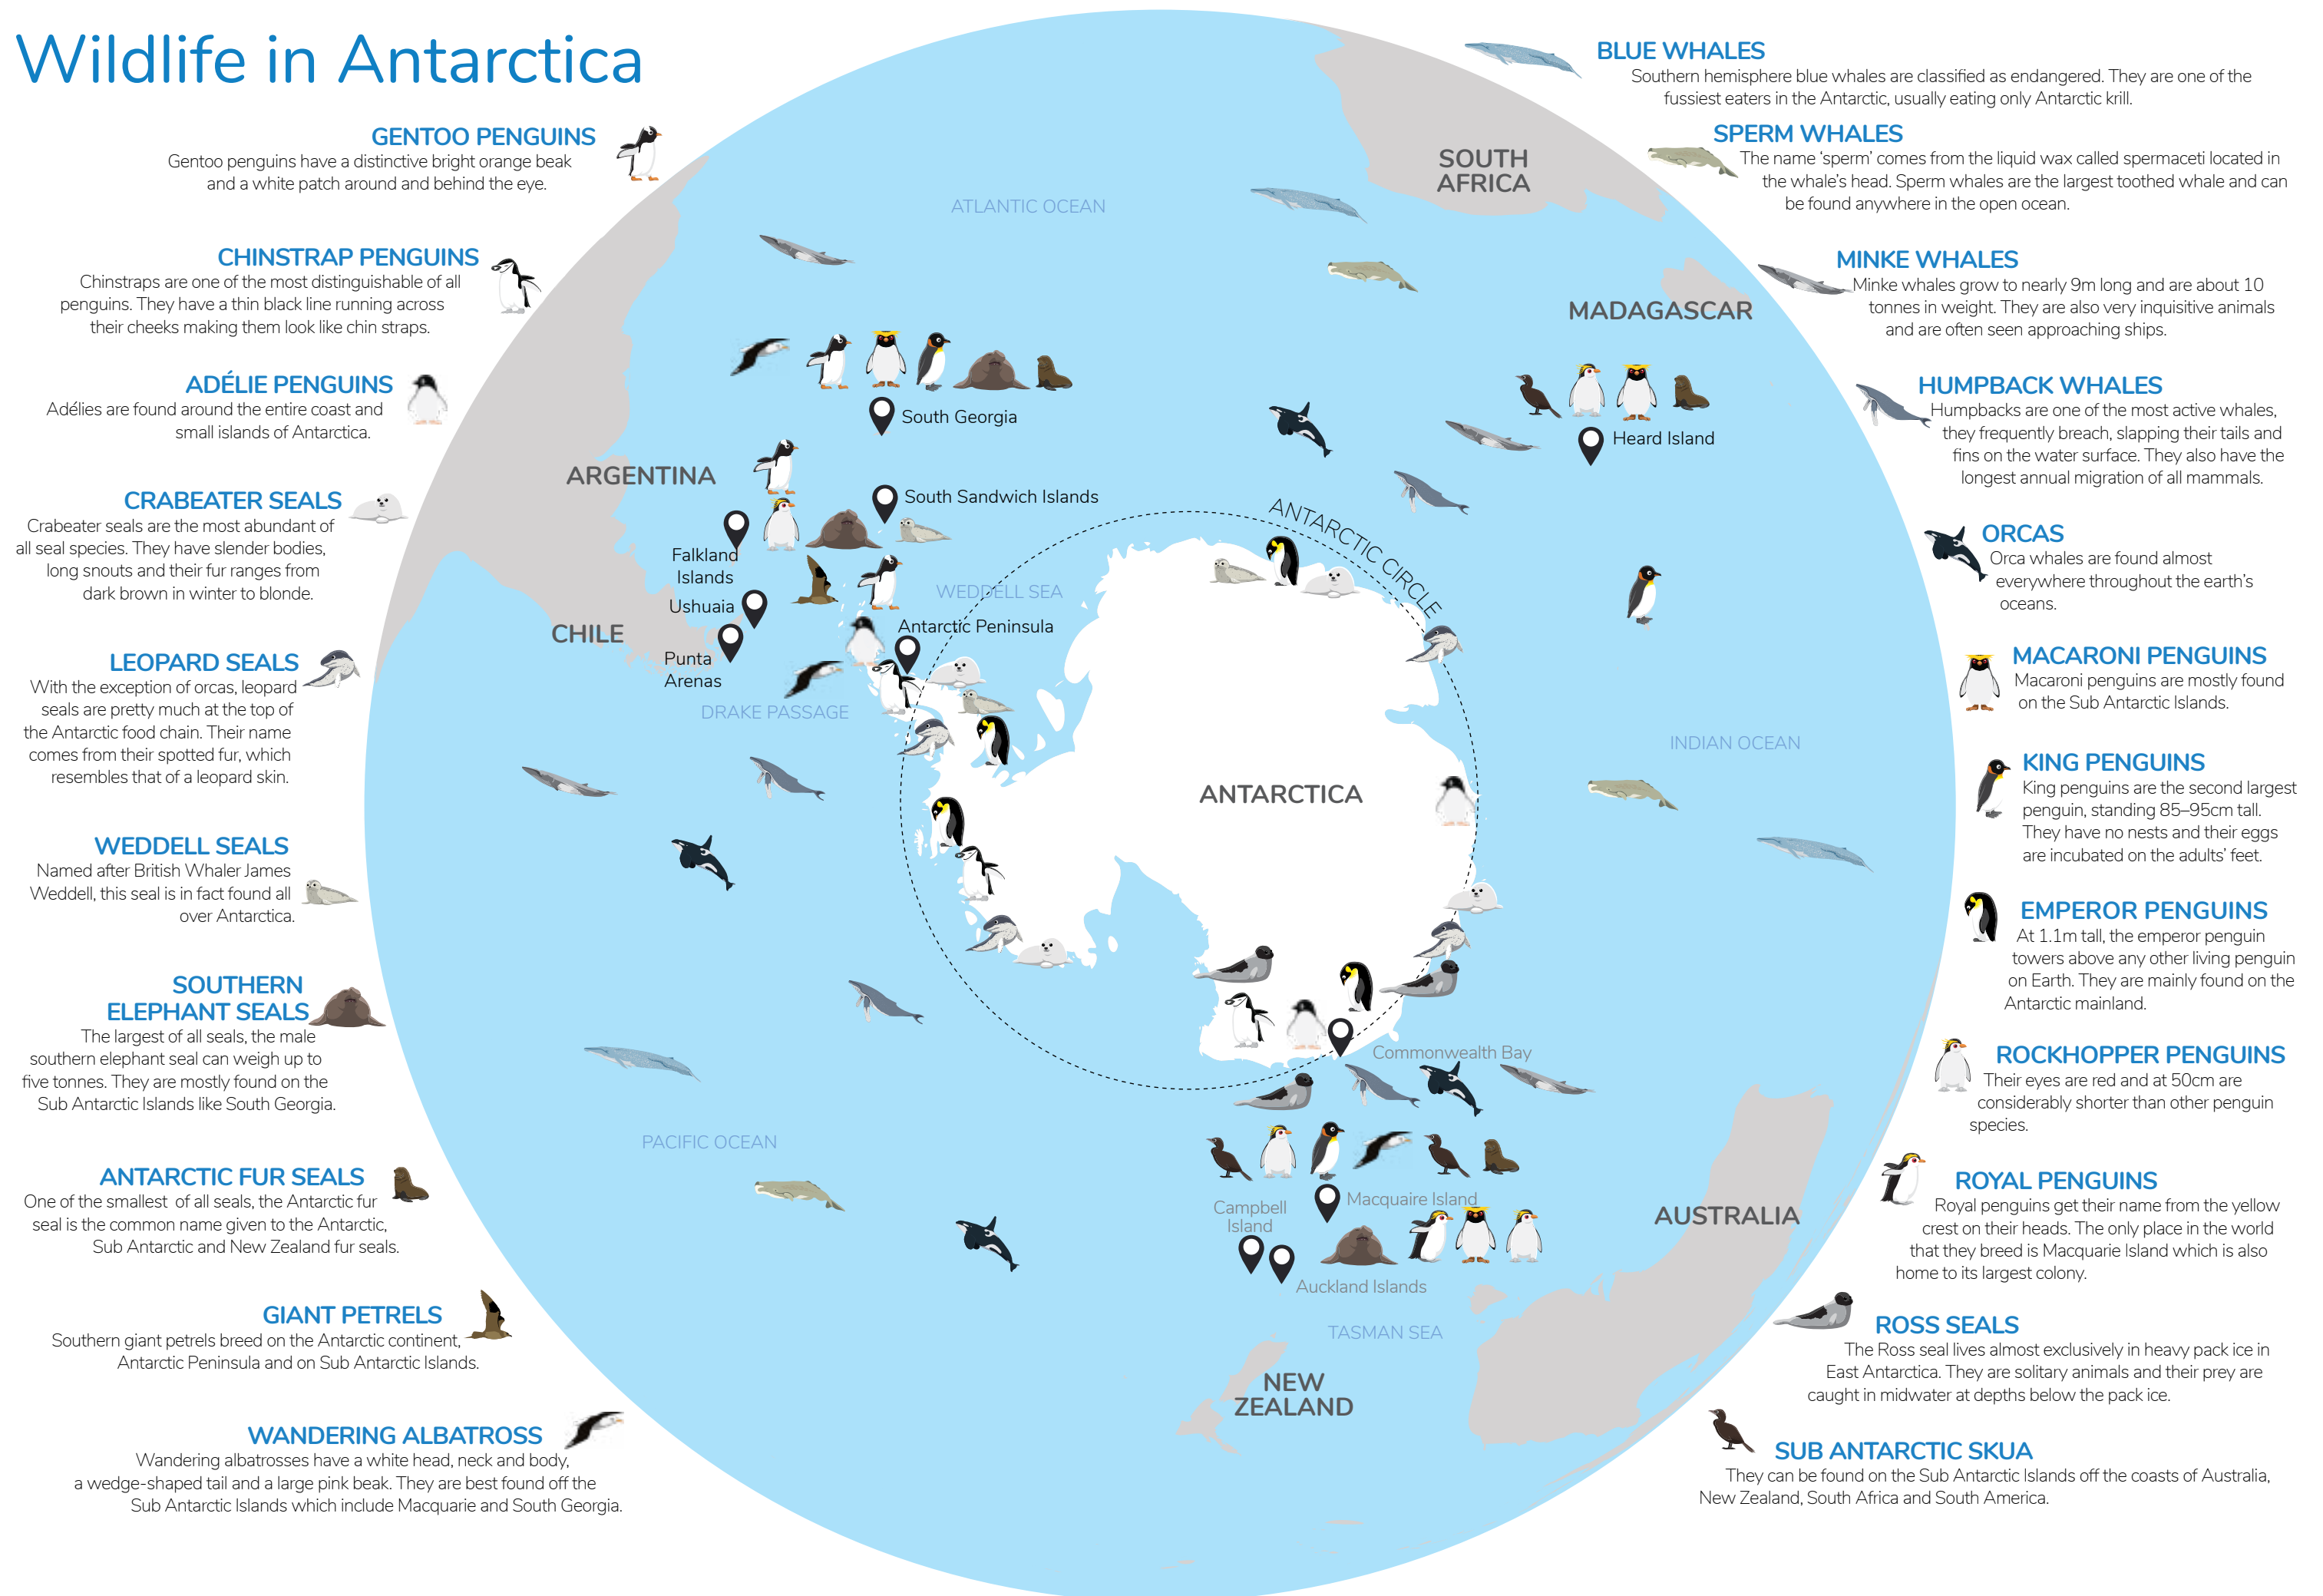 Wildlife in Antarctica
GENTOO PENGUINS
Gentoo penguins have a distinctive bright orange beak
and a white patch around and behind the eye.
CHINSTRAP PENGUINS
Chinstraps are one of the most distinguishable of all
penguins. They have a thin black line running across
their cheeks making them look like chin straps.
ADÉLIE PENGUINS
Adélies are found around the entire coast and
small islands of Antarctica.
CRABEATER SEALS
Crabeater seals are the most abundant of
all seal species. They have slender bodies,
long snouts and their fur ranges from
dark brown in winter to blonde.
LEOPARD SEALS
With the exception of orcas, leopard
seals are pretty much at the top of
the Antarctic food chain. Their name
comes from their spotted fur, which
resembles that of a leopard skin.
WEDDELL SEALS
Named after British Whaler James
Weddell, this seal is in fact found all
over Antarctica.
SOUTHERN
ELEPHANT SEALS
The largest of all seals, the male
southern elephant seal can weigh up to
five tonnes. They are mostly found on the
Sub Antarctic Islands like South Georgia.
ANTARCTIC FUR SEALS
One of the smallest of all seals, the Antarctic fur
seal is the common name given to the Antarctic,
Sub Antarctic and New Zealand fur seals.
GIANT PETRELS
Southern giant petrels breed on the Antarctic continent,
Antarctic Peninsula and on Sub Antarctic Islands.
WANDERING ALBATROSS
Wandering albatrosses have a white head, neck and body,
a wedge-shaped tail and a large pink beak. They are best found off the
Sub Antarctic Islands which include Macquarie and South Georgia.
ATLANTIC OCEAN
SOUTH
AFRICA
MADAGASCAR
South Georgia
Heard Island
ARGENTINA
South Sandwich Islands
ANTARCTIC CIRCLE
Falkland
Islands
WEDDELL SEA
Ushuaia
Antarctic Peninsula
CHILE
Punta
Arenas
DRAKE PASSAGE
INDIAN OCEAN
ANTARCTICA
Commonwealth Bay
PACIFIC OCEAN
Campbell
Island
Macquaire Island
AUSTRALIA
Auckland Islands
TASMAN SEA
NEW
ZEALAND
BLUE WHALES
Southern hemisphere blue whales are classified as endangered. They are one of the
fussiest eaters in the Antarctic, usually eating only Antarctic krill.
SPERM WHALES
The name ‘sperm’ comes from the liquid wax called spermaceti located in
the whale’s head. Sperm whales are the largest toothed whale and can
be found anywhere in the open ocean.
MINKE WHALES
Minke whales grow to nearly 9m long and are about 10
tonnes in weight. They are also very inquisitive animals
and are often seen approaching ships.
HUMPBACK WHALES
Humpbacks are one of the most active whales,
they frequently breach, slapping their tails and
fins on the water surface. They also have the
longest annual migration of all mammals.
ORCAS
Orca whales are found almost
everywhere throughout the earth’s
oceans.
MACARONI PENGUINS
Macaroni penguins are mostly found
on the Sub Antarctic Islands.
KING PENGUINS
King penguins are the second largest
penguin, standing 85–95cm tall.
They have no nests and their eggs
are incubated on the adults’ feet.
EMPEROR PENGUINS
At 1.1m tall, the emperor penguin
towers above any other living penguin
on Earth. They are mainly found on the
Antarctic mainland.
ROCKHOPPER PENGUINS
Their eyes are red and at 50cm are
considerably shorter than other penguin
species.
ROYAL PENGUINS
Royal penguins get their name from the yellow
crest on their heads. The only place in the world
that they breed is Macquarie Island which is also
home to its largest colony.
ROSS SEALS
The Ross seal lives almost exclusively in heavy pack ice in
East Antarctica. They are solitary animals and their prey are
caught in midwater at depths below the pack ice.
SUB ANTARCTIC SKUA
They can be found on the Sub Antarctic Islands off the coasts of Australia,
New Zealand, South Africa and South America.